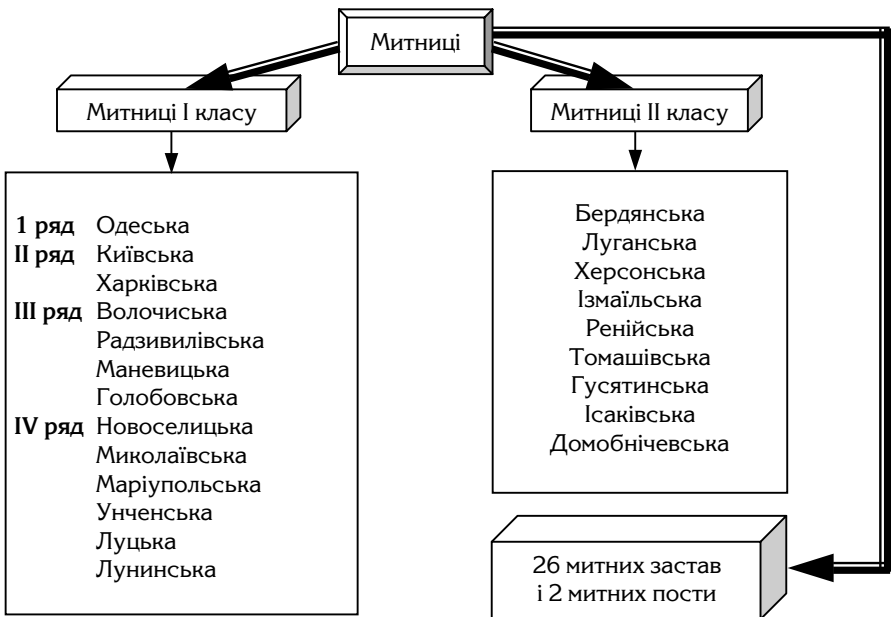 Митниці
Митниці І класу
Митниці ІІ класу
1 ряд Одеська
ІІ ряд Київська
Харківська
ІІІ ряд Волочиська
Радзивилівська
Маневицька
Голобовська
IV ряд Новоселицька
Миколаївська
Маріупольська
Унченська
Луцька
Лунинська
Бердянська
Луганська
Херсонська
Ізмаїльська
Ренійська
Томашівська
Гусятинська
Ісаківська
Домобнічевська
26 митних застав
і 2 митних пости